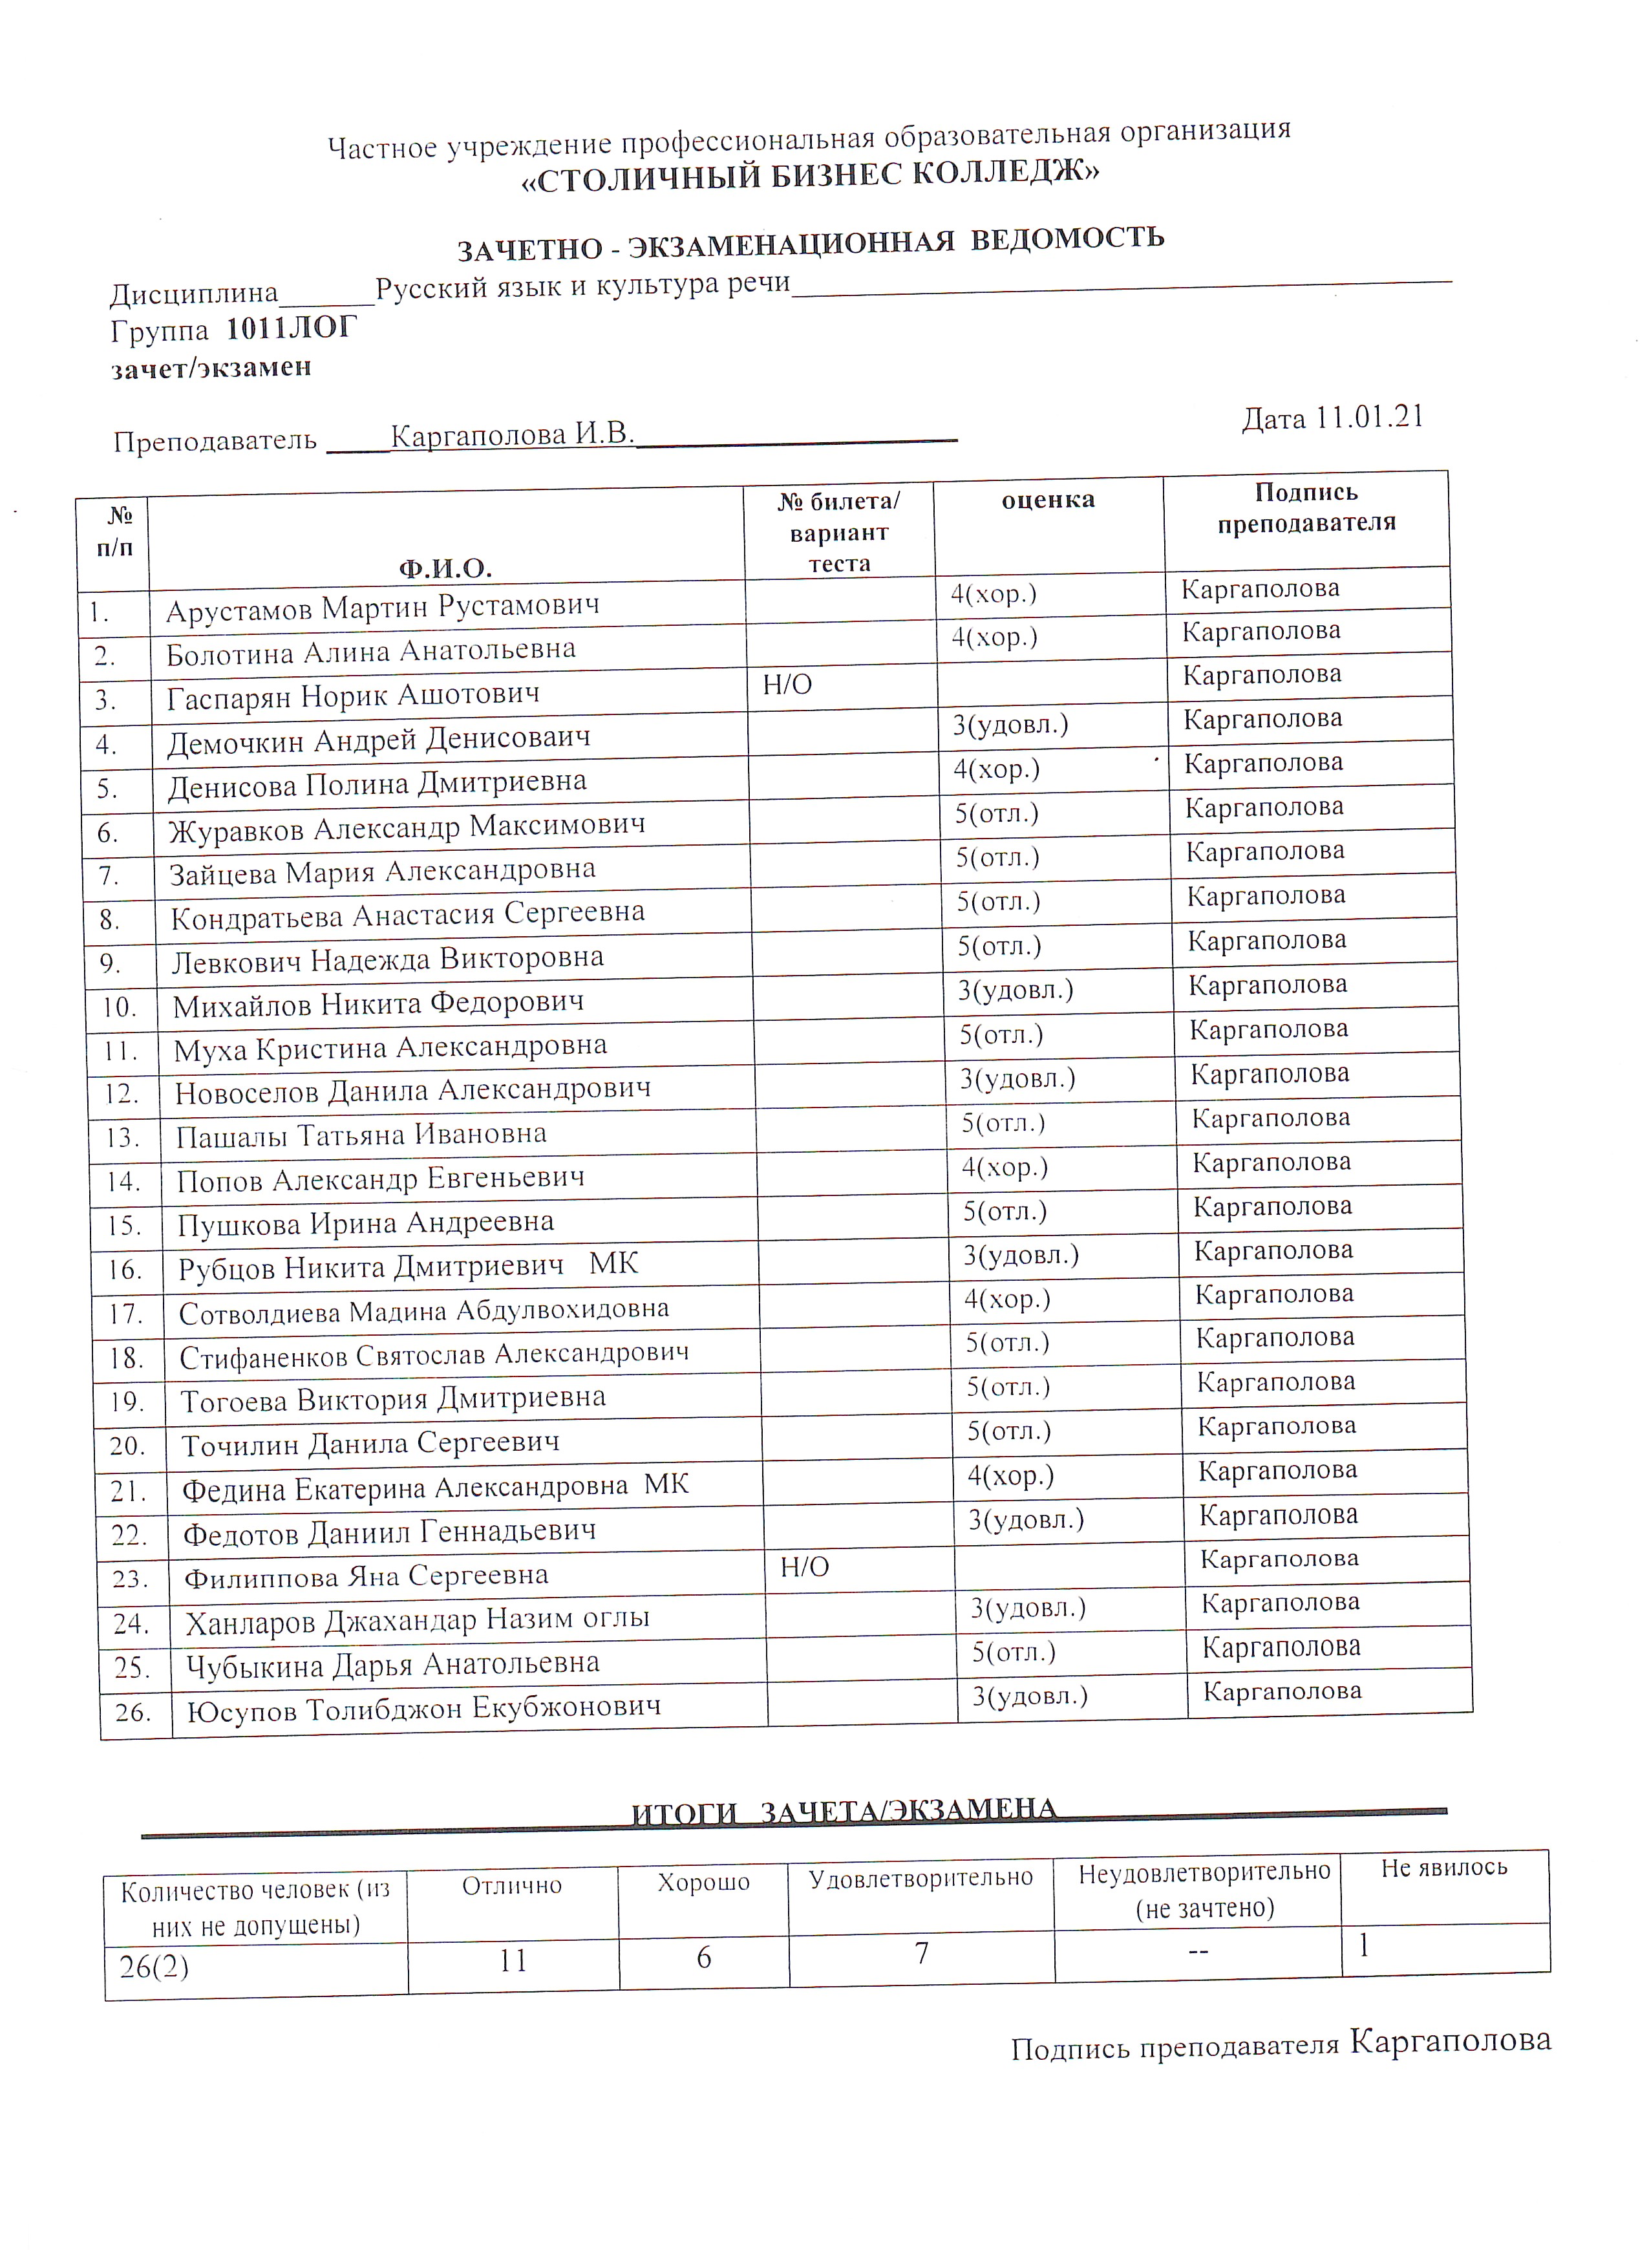 Частное учреждение профессиональная образовательная организация
«СТОЛИЧНЫЙ БИЗНЕС КОЛЛЕДЖ»
ЗАЧЕТНО - ЭКЗАМЕНАЦИОННАЯ ВЕДОМОСТЬ
Дисциплина______Русский язык и культура речи__________________________________________
Группа 1011ЛОГ
зачет/экзамен
Преподаватель ____Каргаполова И.В.____________________ Дата 11.01.21
№ п/п Ф.И.О. № билета/ вариант теста оценка Подпись преподавателя
1. Арустамов Мартин Рустамович 4(хор.) Каргаполова
2. Болотина Алина Анатольевна 4(хор.) Каргаполова
3. Гаспарян Норик Ашотович Н/О Каргаполова
4. Демочкин Андрей Денисоваич 3(удовл.) Каргаполова
5. Денисова Полина Дмитриевна 4(хор.) Каргаполова
6. Журавков Александр Максимович 5(отл.) Каргаполова
7. Зайцева Мария Александровна 5(отл.) Каргаполова
8. Кондратьева Анастасия Сергеевна 5(отл.) Каргаполова
9. Левкович Надежда Викторовна 5(отл.) Каргаполова
10. Михайлов Никита Федорович 3(удовл.) Каргаполова
11. Муха Кристина Александровна 5(отл.) Каргаполова
12. Новоселов Данила Александрович 3(удовл.) Каргаполова
13. Пашалы Татьяна Ивановна 5(отл.) Каргаполова
14. Попов Александр Евгеньевич 4(хор.) Каргаполова
15. Пушкова Ирина Андреевна 5(отл.) Каргаполова
16. Рубцов Никита Дмитриевич МК 3(удовл.) Каргаполова
17. Сотволдиева Мадина Абдулвохидовна 4(хор.) Каргаполова
18. Стифаненков Святослав Александрович 5(отл.) Каргаполова
19. Тогоева Виктория Дмитриевна 5(отл.) Каргаполова
20. Точилин Данила Сергеевич 5(отл.) Каргаполова
21. Федина Екатерина Александровна МК 4(хор.) Каргаполова
22. Федотов Даниил Геннадьевич 3(удовл.) Каргаполова
23. Филиппова Яна Сергеевна Н/О Каргаполова
24. Ханларов Джахандар Назим оглы 3(удовл.) Каргаполова
25. Чубыкина Дарья Анатольевна 5(отл.) Каргаполова
26. Юсупов Толибджон Екубжонович 3(удовл.) Каргаполова
ИТОГИ ЗАЧЕТА/ЭКЗАМЕНА
Количество человек (из них не допущены) Отлично Хорошо Удовлетворительно Неудовлетворительно (не зачтено) Не явилось
26(2) 11 6 7 -- 1
Подпись преподавателя Каргаполова